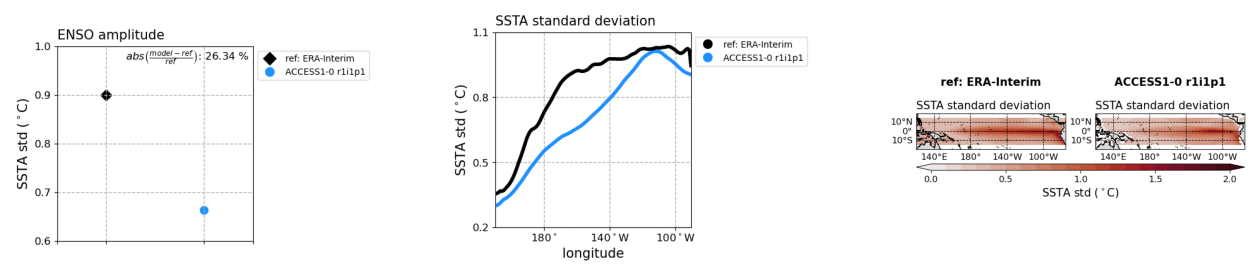 ENSO amplitude
abs(model−ref/ref): 26.34 %
1.0
0.9
0.8
0.7
0.6
SSTA std (°C)
ref: ERA-Interim
ACCESS1-0 r1i1p1
SSTA standard deviation
1.1
0.8
0.5
0.2
SSTA std (°C)
180°
140°W
100°W
longitude
ref: ERA-Interim
ACCESS1-0 r1i1p1
ref: ERA-Interim
SSTA standard deviation
10°N
0°
10°S
140°E
180°
140°W
100°W
ACCESS1-0 r1i1p1
SSTA standard deviation
10°N
0°
10°S
140°E
180°
140°W
100°W
0.0
0.5
1.0
1.5
2.0
SSTA std (°C)